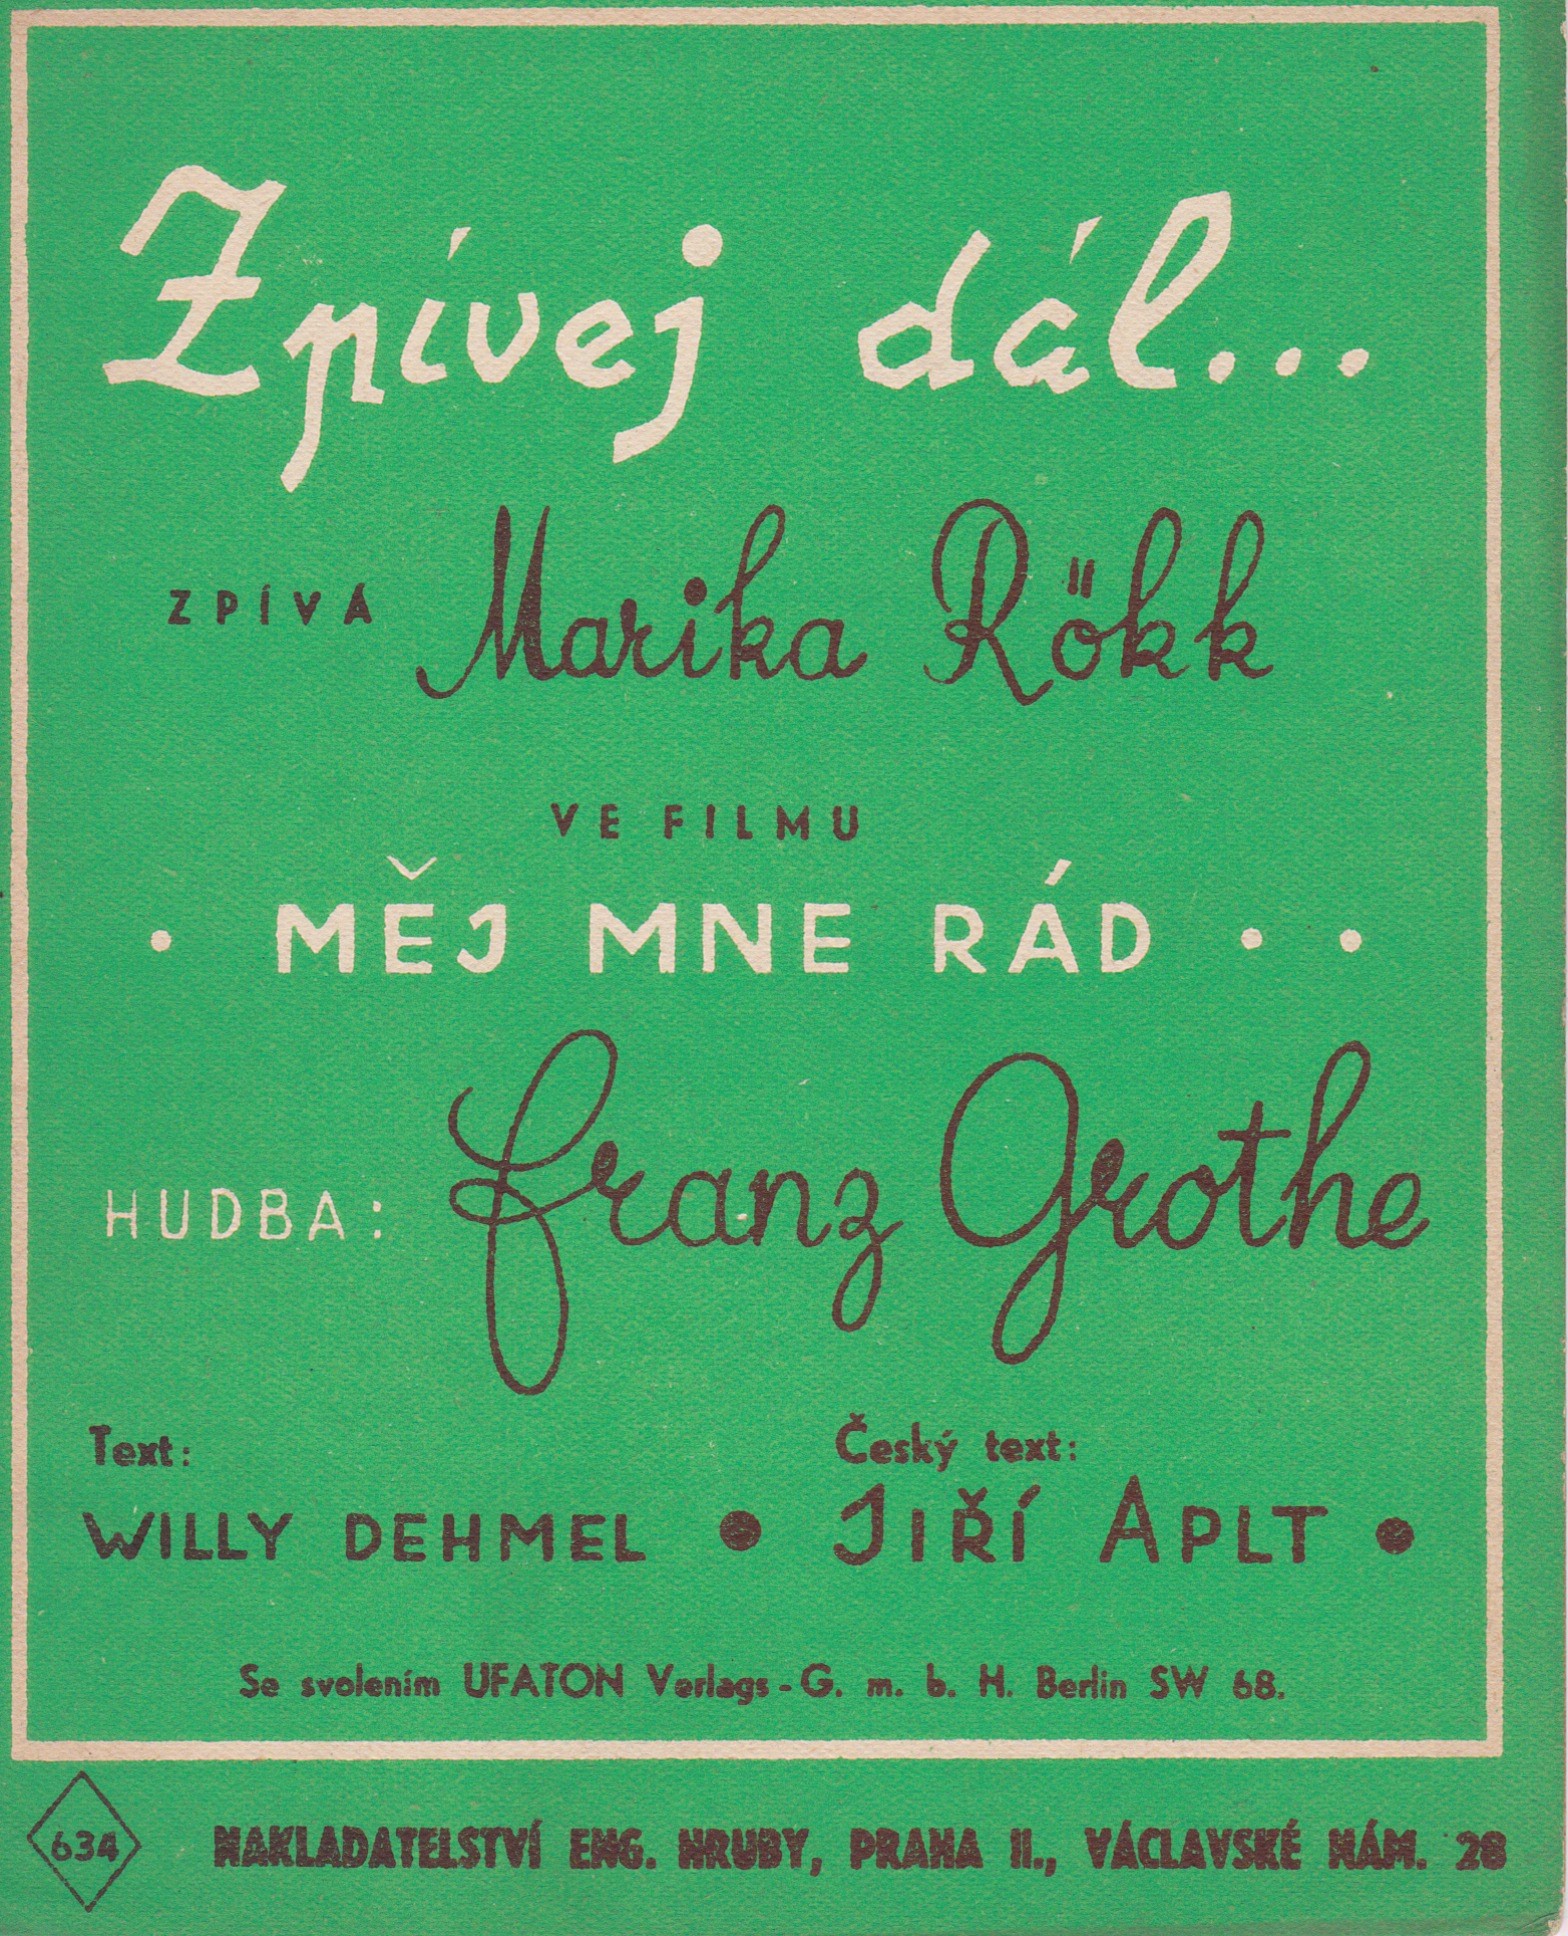 Zpívej dál...
ZPÍVÁ Marika Rökk
VE FILMU
• MĚJ MNE RÁD • •
HUDBA: Franz Grothe
Text: Český text:
WILLY DEHMEL • JIŘÍ APLT •
Se svolením UFATON Verlags - G. m. b. H. Berlin SW 68.
634 NAKLADATELSTVÍ ENG. HRUBY, PRAHA II., VÁCLAVSKÉ NÁM. 28